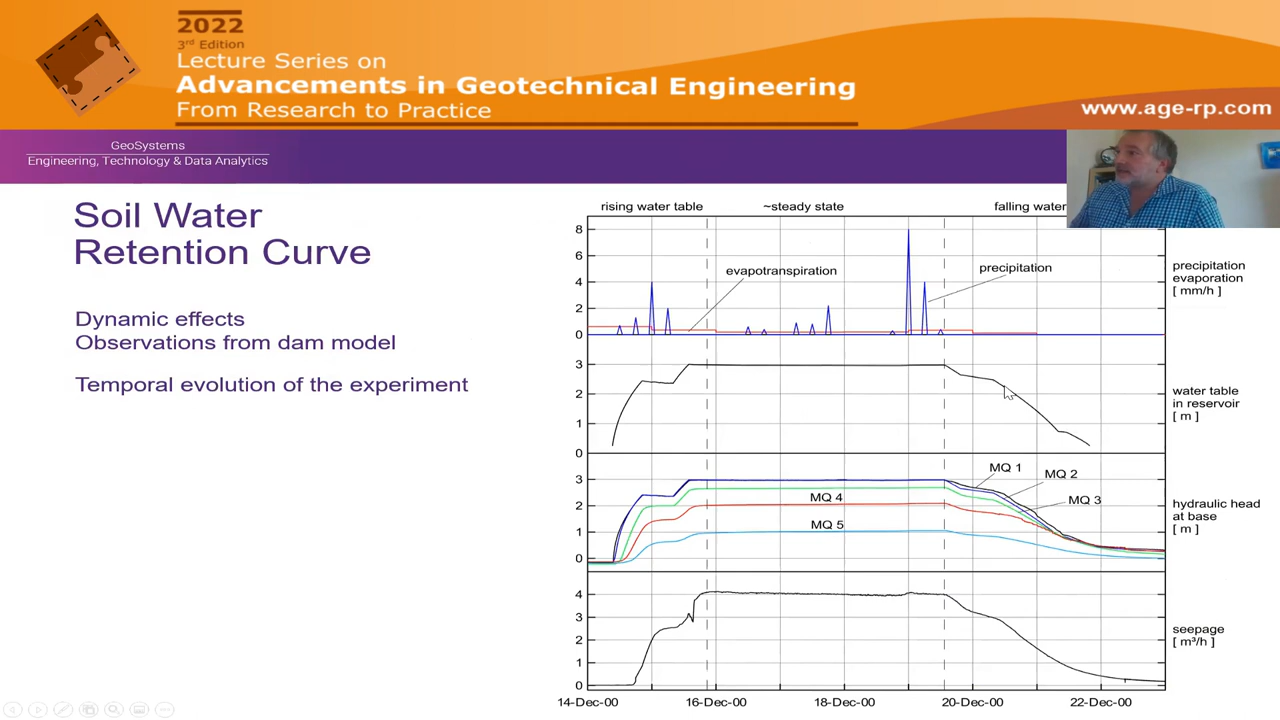 2022
3rd Edition
Lecture Series on
Advancements in Geotechnical Engineering
From Research to Practice
www.age-rp.com
GeoSystems
Engineering, Technology & Data Analytics
Soil Water
Retention Curve
Dynamic effects
Observations from dam model
Temporal evolution of the experiment
rising water table
~steady state
falling water
8
6
4
2
0
evapotranspiration
precipitation
precipitation
evaporation
[ mm/h ]
3
2
1
0
water table
in reservoir
[ m ]
3
2
1
0
MQ 1
MQ 2
MQ 3
MQ 4
MQ 5
hydraulic head
at base
[ m ]
4
3
2
1
0
seepage
[ m³/h ]
14-Dec-00
16-Dec-00
18-Dec-00
20-Dec-00
22-Dec-00